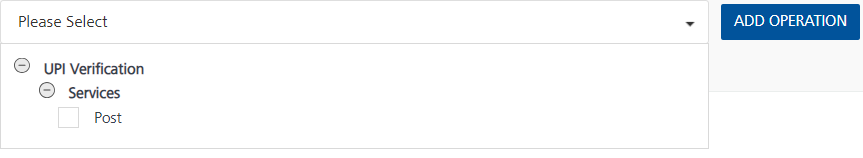 Please Select
ADD OPERATION
UPI Verification
Services
Post